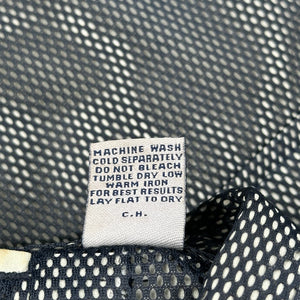 MACHINE WASH
COLD SEPARATELY
DO NOT BLEACH
TUMBLE DRY LOW
WARM IRON
FOR BEST RESULTS
LAY FLAT TO DRY
C.H.